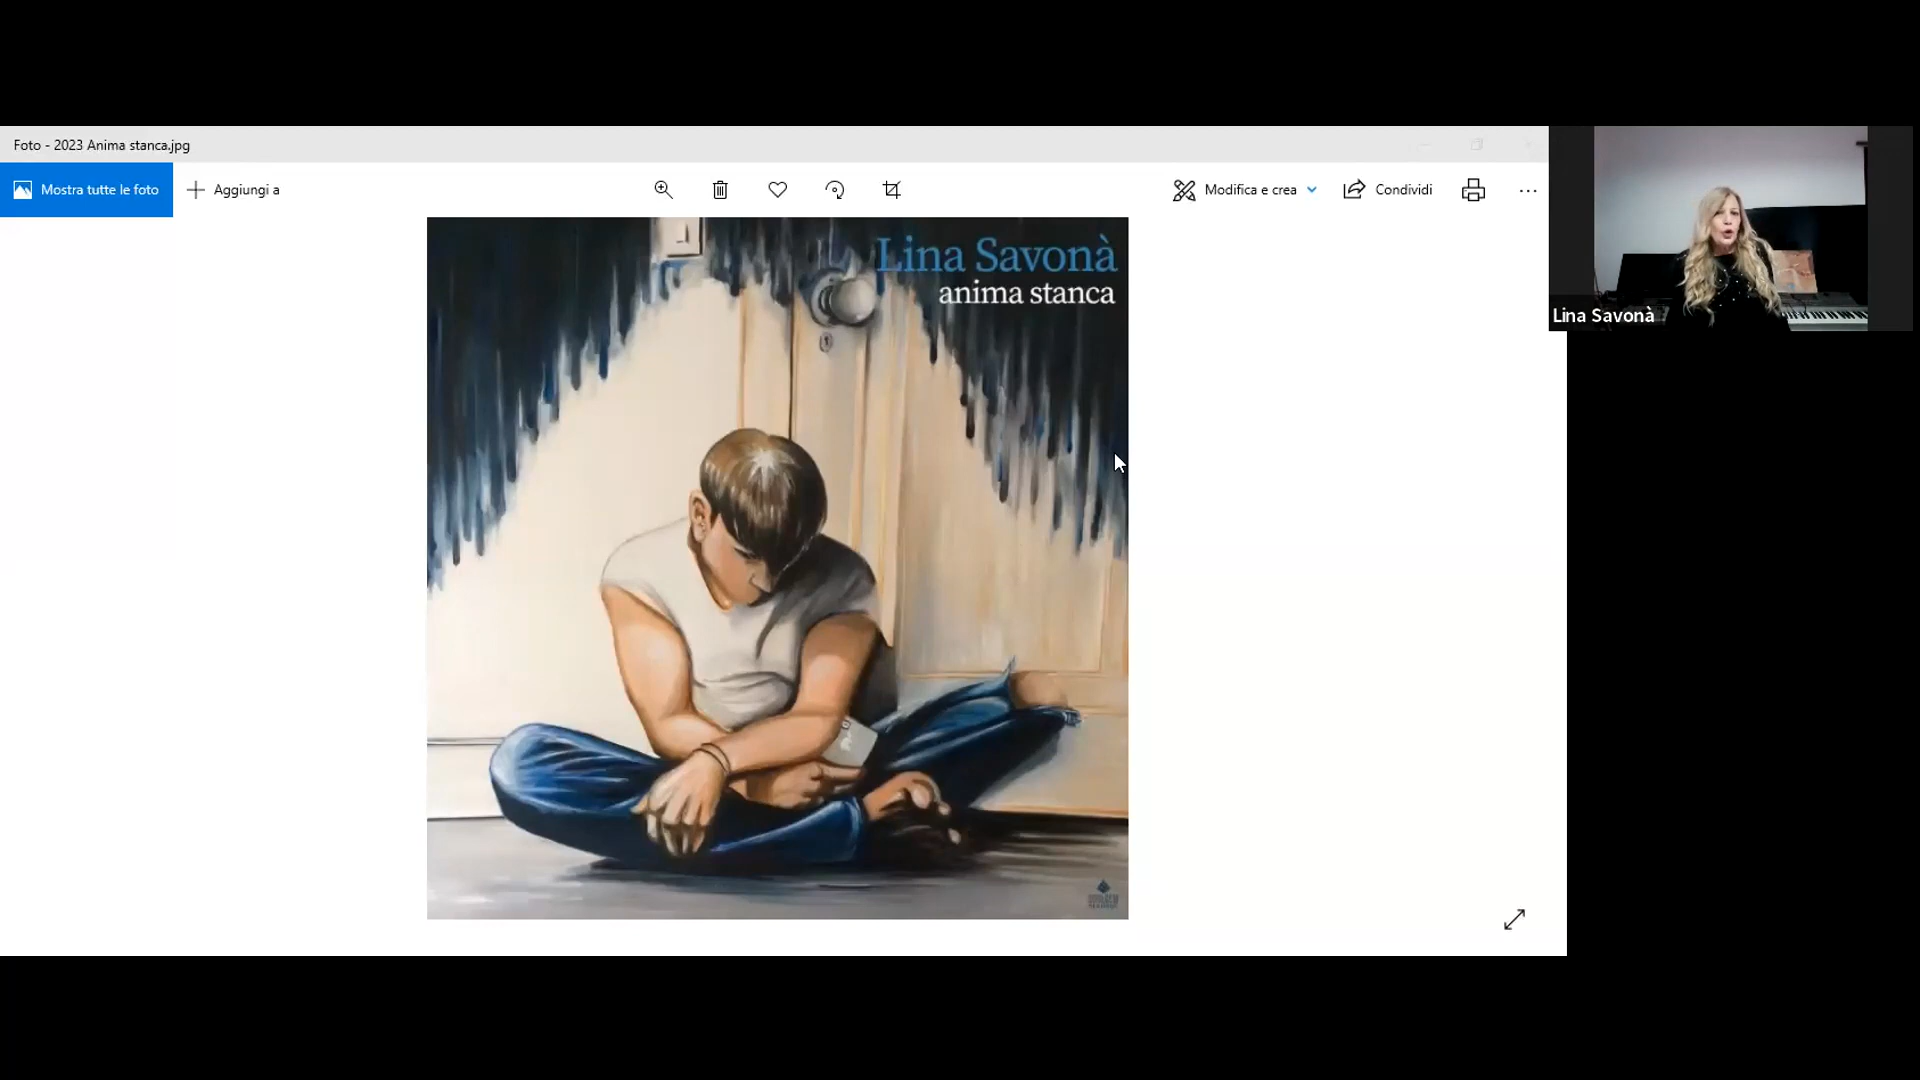 Foto - 2023 Anima stanca.jpg
Mostra tutte le foto
Aggiungi a
Modifica e crea
Condividi
Lina Savonà
anima stanca
Lina Savonà